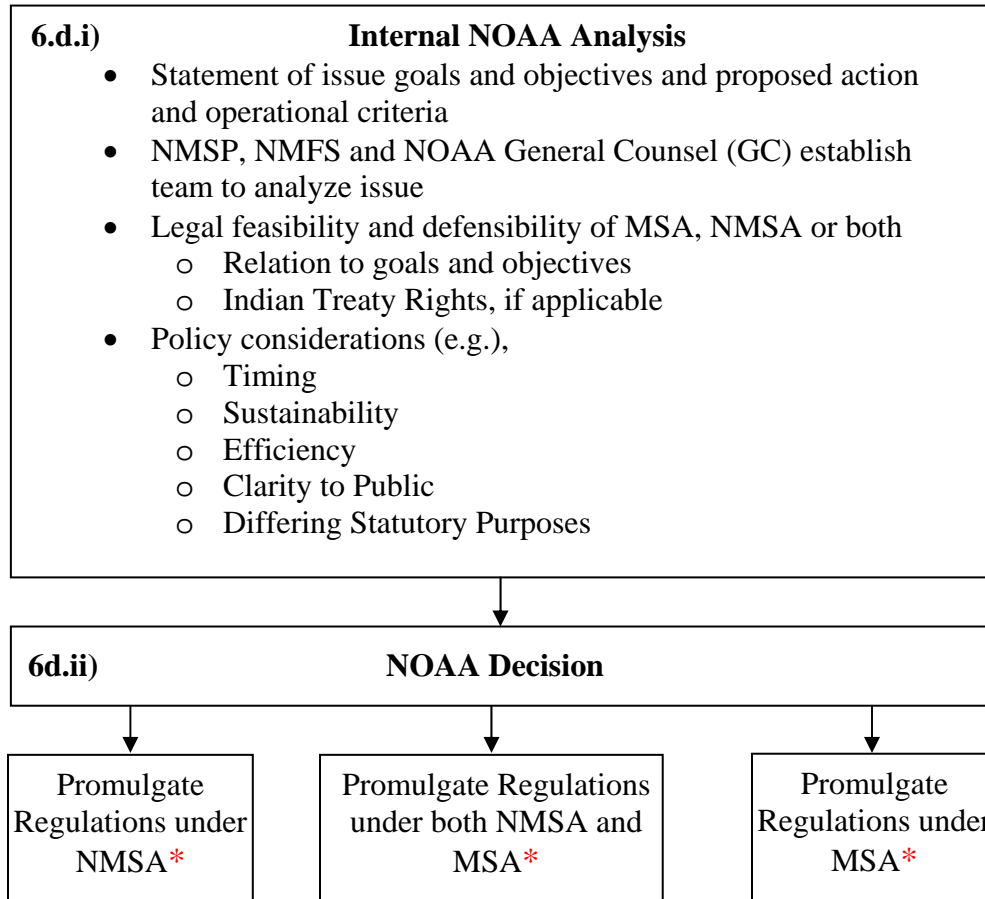 6.d.i) Internal NOAA Analysis
• Statement of issue goals and objectives and proposed action
and operational criteria
• NMSP, NMFS and NOAA General Counsel (GC) establish
team to analyze issue
• Legal feasibility and defensibility of MSA, NMSA or both
o Relation to goals and objectives
o Indian Treaty Rights, if applicable
• Policy considerations (e.g.),
o Timing
o Sustainability
o Efficiency
o Clarity to Public
o Differing Statutory Purposes
6d.ii) NOAA Decision
Promulgate
Regulations under
NMSA*
Promulgate Regulations
under both NMSA and
MSA*
Promulgate
Regulations under
MSA*